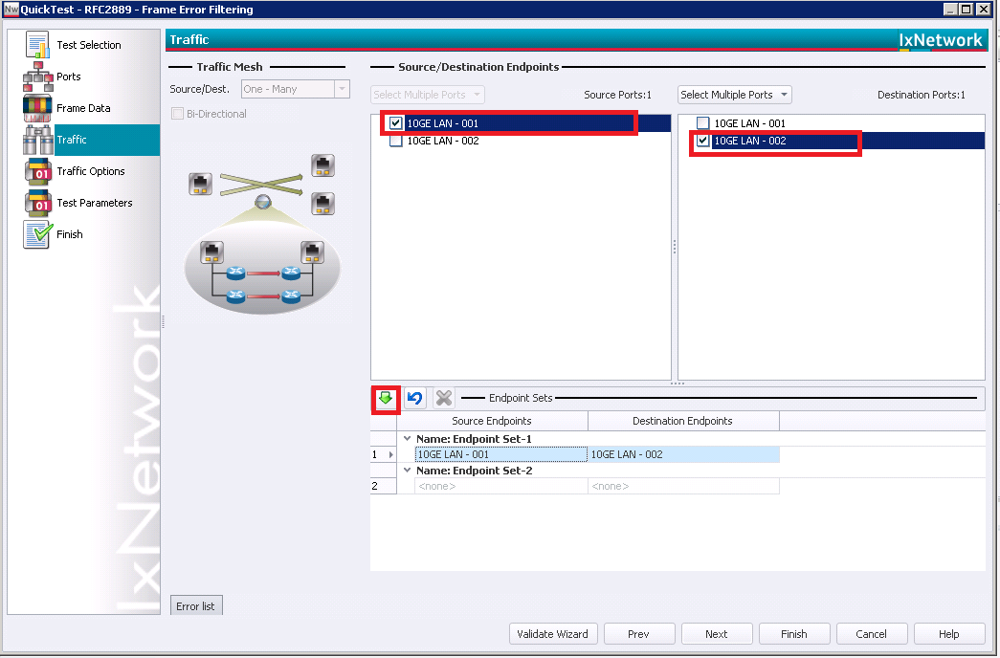 Nw QuickTest - RFC2889 - Frame Error Filtering
Test Selection
Ports
Frame Data
Traffic
Traffic Options
Test Parameters
Finish
IxNetwork
Traffic
IxNetwork
Traffic Mesh
Source/Dest. One - Many
Bi-Directional
Source/Destination Endpoints
Select Multiple Ports Source Ports:1
10GE LAN - 001
10GE LAN - 002
Select Multiple Ports Destination Ports:1
10GE LAN - 001
10GE LAN - 002
Endpoint Sets
Source Endpoints Destination Endpoints
Name: Endpoint Set-1
1 10GE LAN - 001 10GE LAN - 002
Name: Endpoint Set-2
2 <none> <none>
Error list
Validate Wizard Prev Next Finish Cancel Help